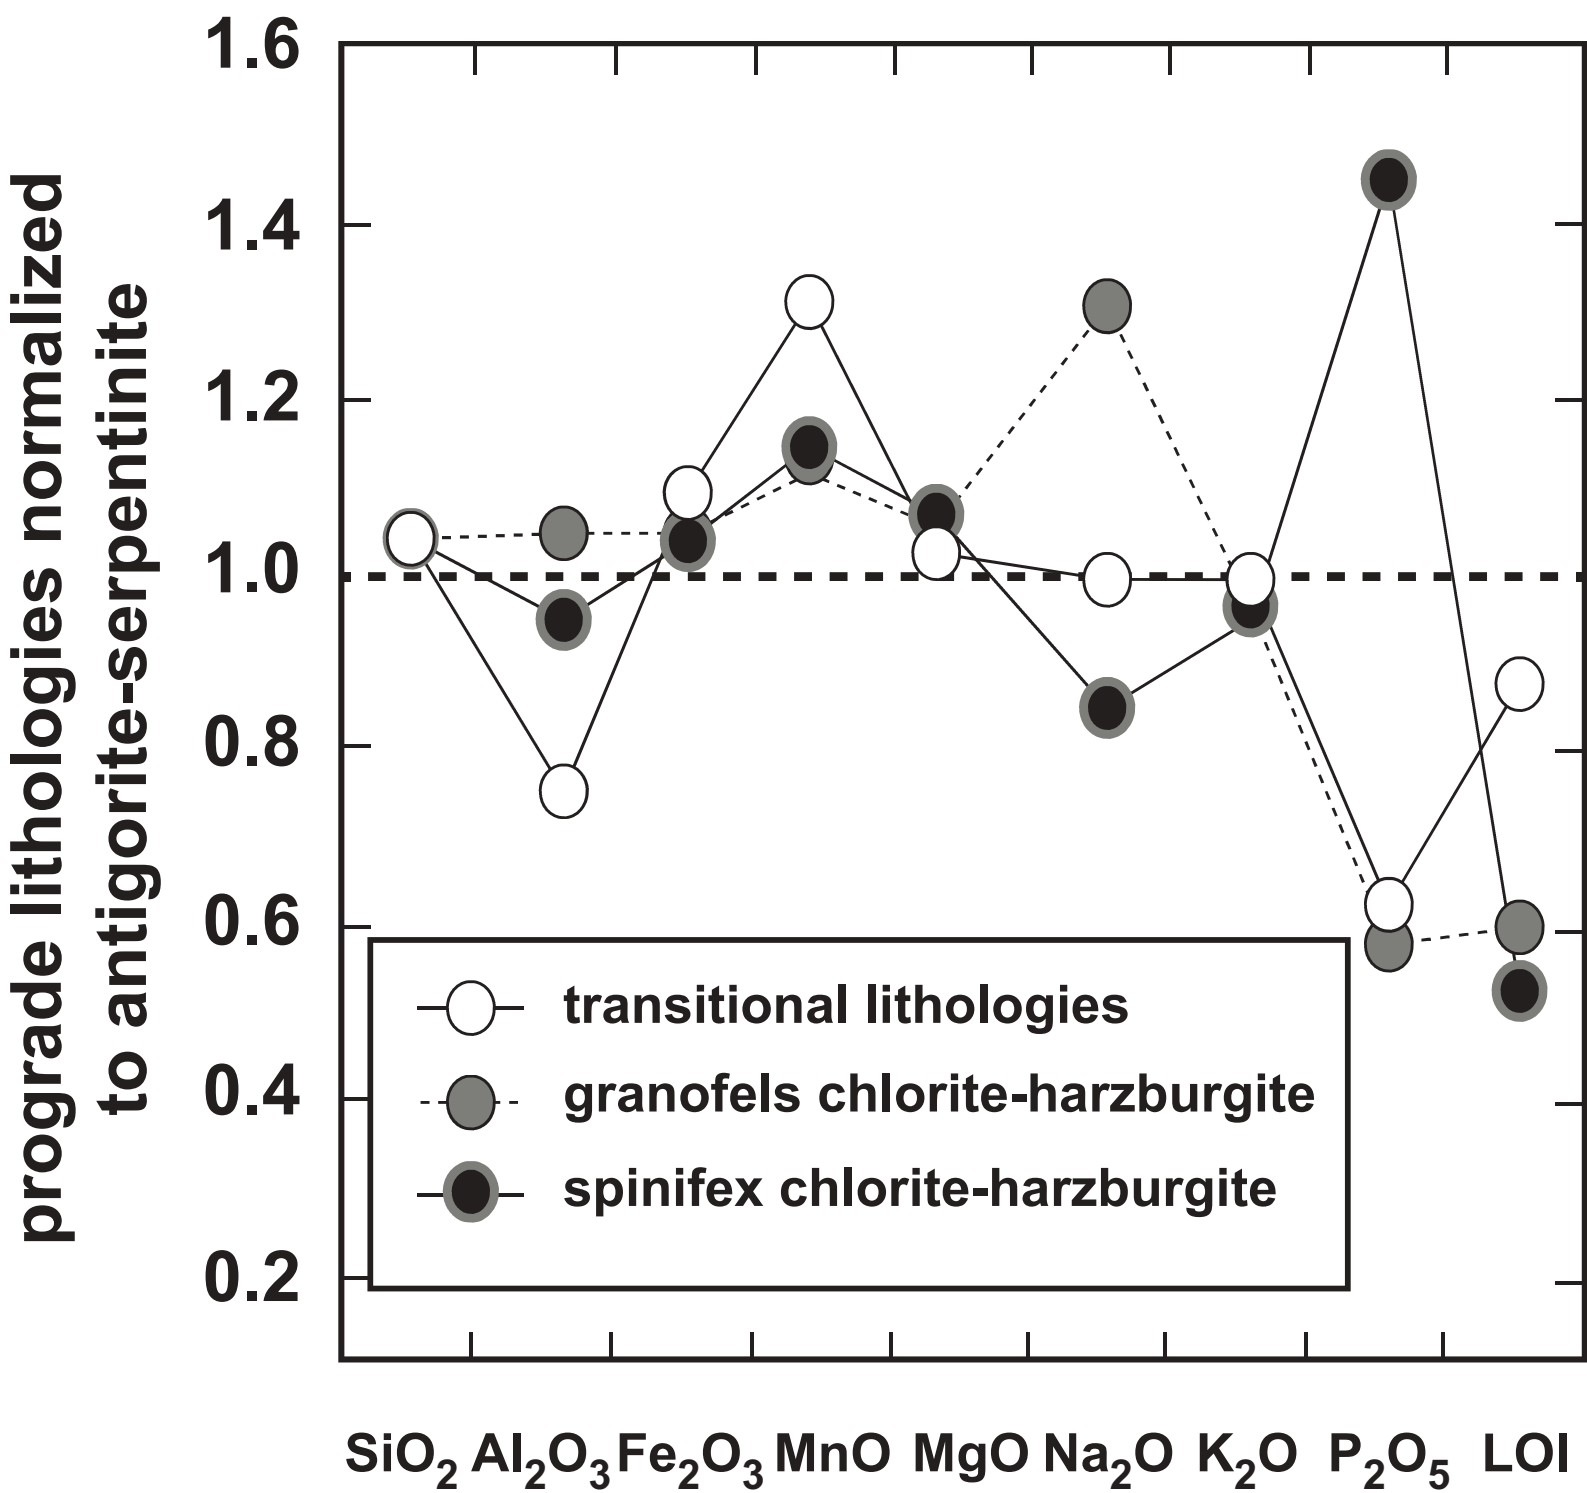 prograde lithologies normalized
to antigorite-serpentinite
1.6
1.4
1.2
1.0
0.8
0.6
0.4
0.2
transitional lithologies
granofels chlorite-harzburgite
spinifex chlorite-harzburgite
SiO₂ Al₂O₃ Fe₂O₃ MnO MgO Na₂O K₂O P₂O₅ LOI